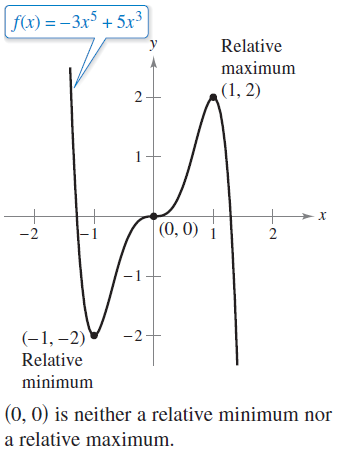 f(x) = −3x⁵ + 5x³
y
Relative
maximum
(1, 2)
2
1
x
−2
−1
(0, 0)
1
2
−1
(−1, −2)
−2
Relative
minimum
(0, 0) is neither a relative minimum nor
a relative maximum.